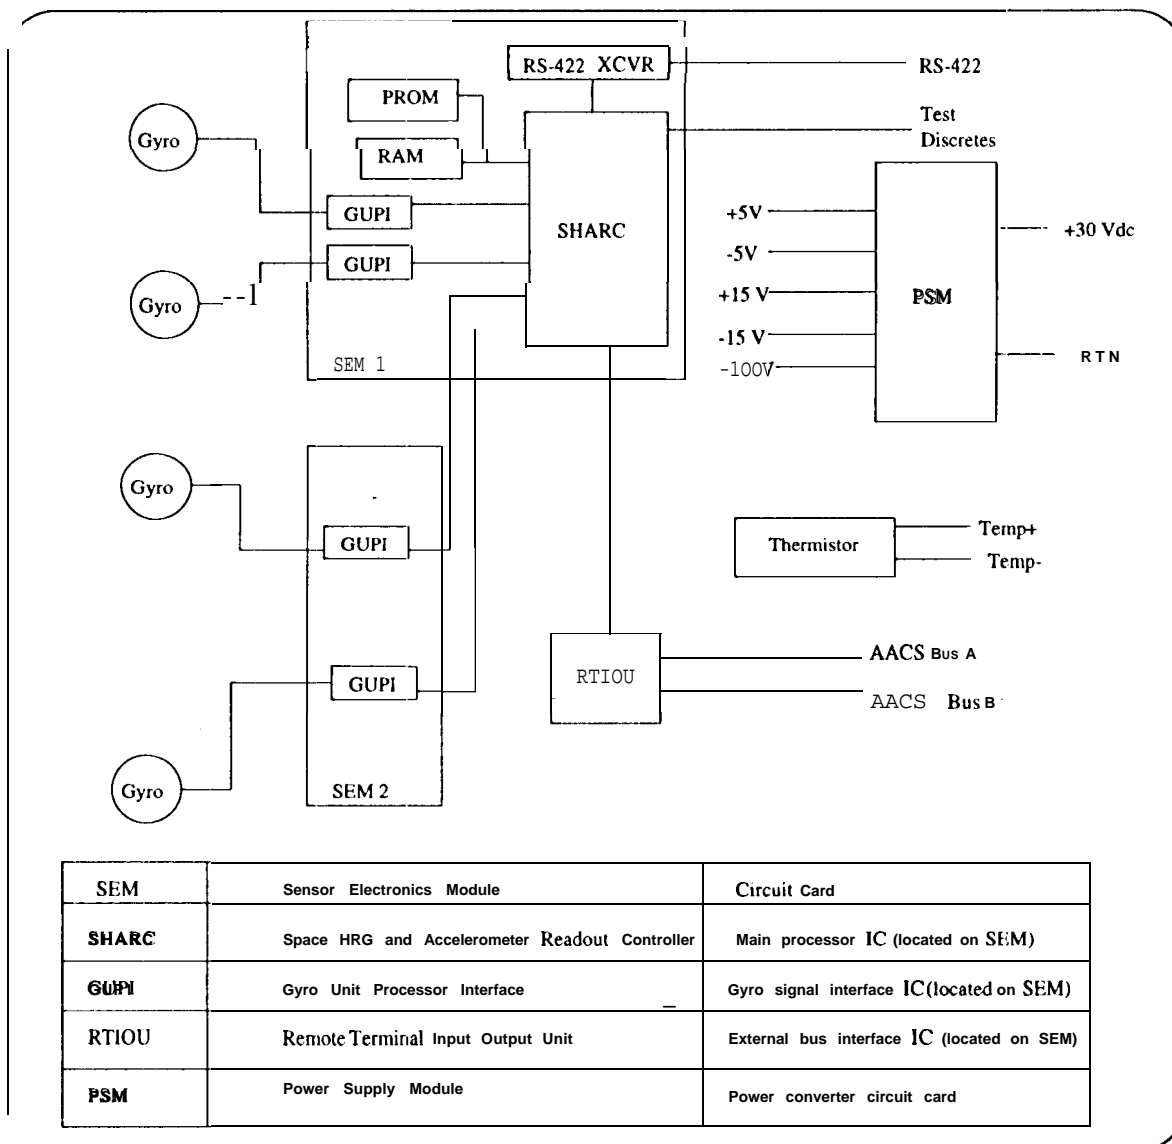 RS-422 XCVR
RS-422
PROM
Test
Discretes
Gyro
RAM
GUPI
SHARC
+5V
+30 Vdc
GUPI
-5V
Gyro
--1
+15 V
PSM
-15 V
RTN
SEM 1
-100V
Gyro
GUPI
Thermistor
Temp+
Temp-
AACS Bus A
GUPI
RTIOU
AACS Bus B
Gyro
SEM 2
SEM Sensor Electronics Module Circuit Card
SHARC Space HRG and Accelerometer Readout Controller Main processor IC (located on SEM)
GUPI Gyro Unit Processor Interface Gyro signal interface IC(located on SEM)
RTIOU Remote Terminal Input Output Unit External bus interface IC (located on SEM)
PSM Power Supply Module Power converter circuit card